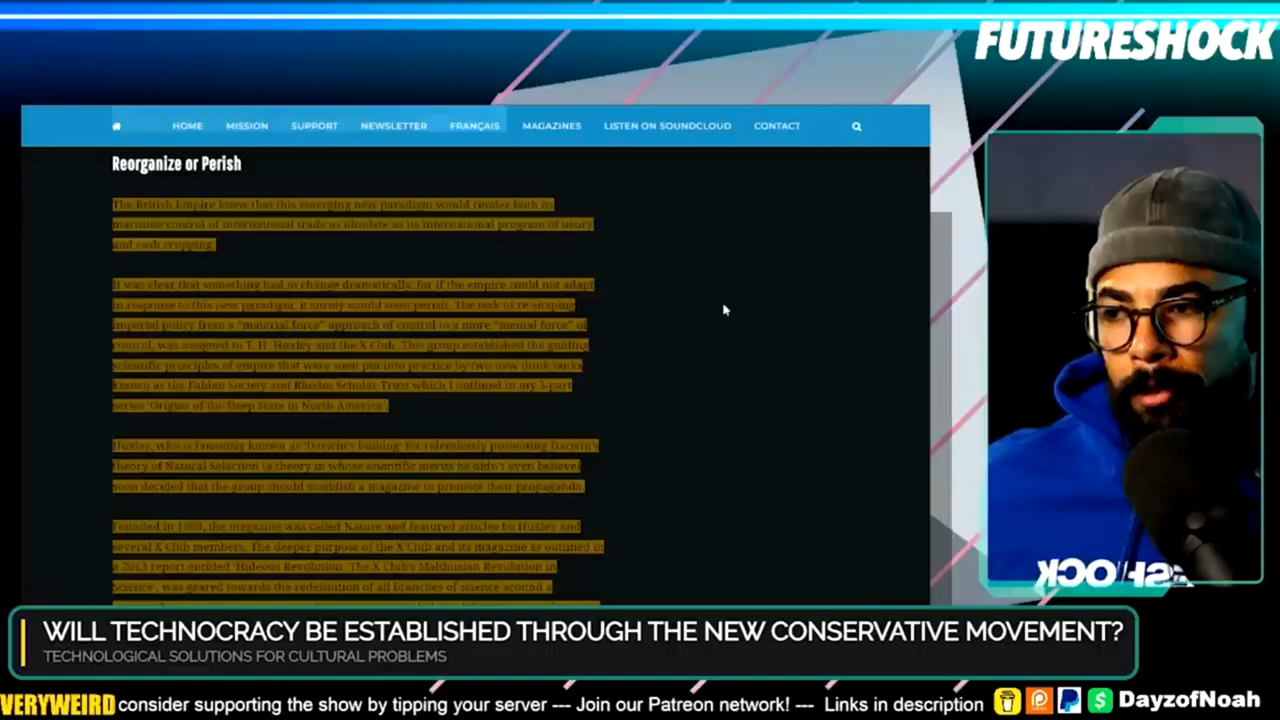 FUTURESHOCK
HOME MISSION SUPPORT NEWSLETTER FRANÇAIS MAGAZINES LISTEN ON SOUNDCLOUD CONTACT
Reorganize or Perish
The British Empire knew that this emerging new paradigm would render both its
maritime control of international trade as obsolete as its international program of usury
and cash cropping.
It was clear that something had to change dramatically, for if the empire could not adapt
in response to this new paradigm, it surely would soon perish. The task of re-shaping
imperial policy from a "material force" approach of control to a more "mental force" of
control, was assigned to T. H. Huxley and the X Club. This group established the guiding
scientific principles of empire that were soon put into practice by two new think tanks
known as the Fabian Society and Rhodes Scholar Trust which I outlined in my 3-part
series 'Origins of the Deep State in North America'.
Huxley, who is famously known as 'Darwin's bulldog' for relentlessly promoting Darwin's
theory of Natural Selection (a theory in whose scientific merits he didn't even believe)
soon decided that the group should establish a magazine to promote their propaganda.
Founded in 1869, the magazine was called Nature and featured articles by Huxley and
several X Club members. The deeper purpose of the X Club and its magazine as outlined in
a 2013 report entitled 'Hideous Revolution: The X Club's Malthusian Revolution in
Science', was geared towards the redefinition of all branches of science around a
WILL TECHNOCRACY BE ESTABLISHED THROUGH THE NEW CONSERVATIVE MOVEMENT?
TECHNOLOGICAL SOLUTIONS FOR CULTURAL PROBLEMS
VERYWEIRD consider supporting the show by tipping your server --- Join our Patreon network! --- Links in description DayzofNoah